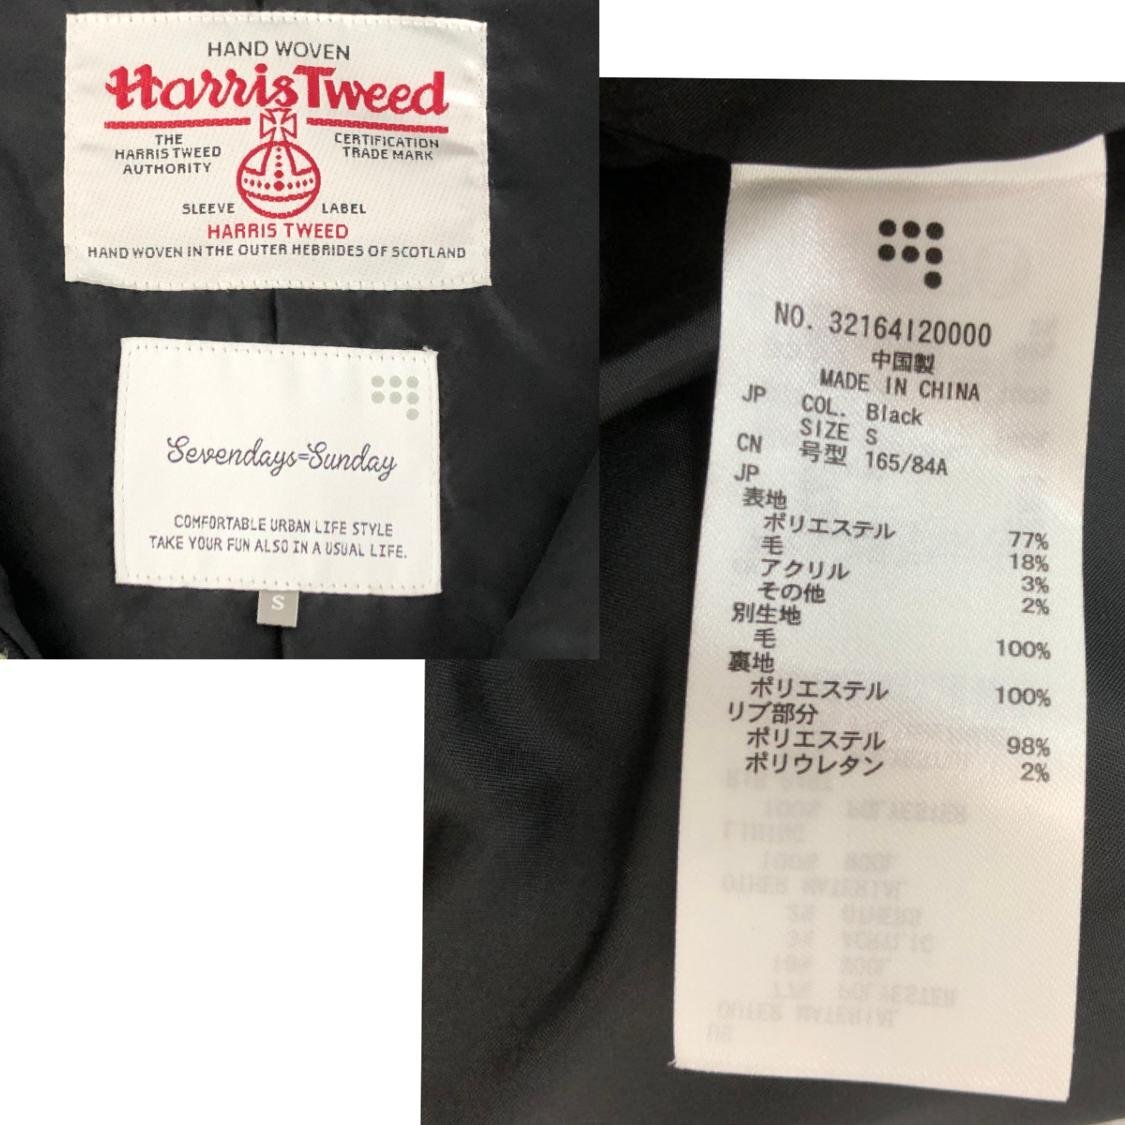 HAND WOVEN
Harris Tweed
THE
HARRIS TWEED
AUTHORITY
CERTIFICATION
TRADE MARK
SLEEVE LABEL
HARRIS TWEED
HAND WOVEN IN THE OUTER HEBRIDES OF SCOTLAND
Sevendays=Sunday
COMFORTABLE URBAN LIFE STYLE
TAKE YOUR FUN ALSO IN A USUAL LIFE.
S
NO. 32164120000
中国製
MADE IN CHINA
JP COL. Black
SIZE S
CN 号型 165/84A
JP
表地
ポリエステル 77%
毛 18%
アクリル 3%
その他 2%
別生地
毛 100%
裏地
ポリエステル 100%
リブ部分
ポリエステル 98%
ポリウレタン 2%